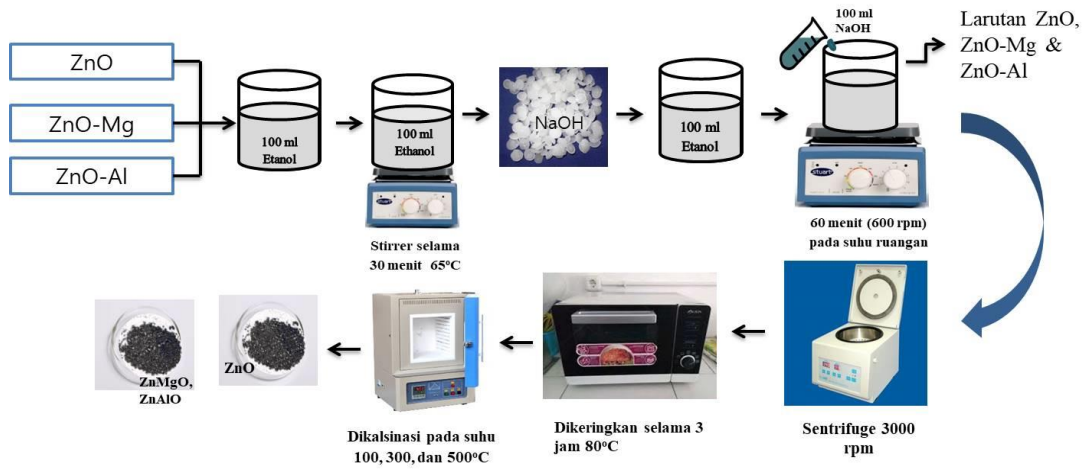 ZnO
ZnO-Mg
ZnO-Al
100 ml
Etanol
100 ml
Ethanol
stuart
Stirrer selama
30 menit 65°C
NaOH
100 ml
Etanol
100 ml
NaOH
stuart
60 menit (600 rpm)
pada suhu ruangan
Larutan ZnO,
ZnO-Mg &
ZnO-Al
Sentrifuge 3000
rpm
Dikeringkan selama 3
jam 80°C
Dikalsinasi pada suhu
100, 300, dan 500°C
ZnO
ZnMgO,
ZnAlO